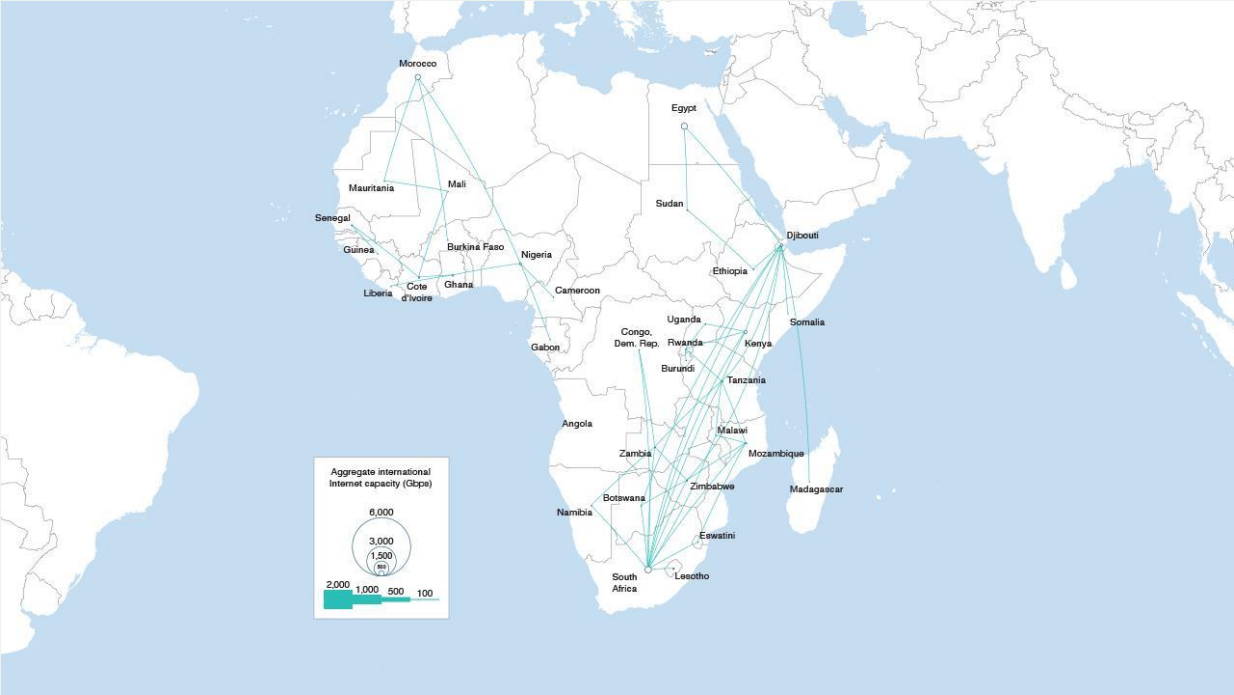 Morocco
Egypt
Mauritania
Mali
Senegal
Sudan
Guinea
Burkina Faso
Nigeria
Djibouti
Ethiopia
Liberia
Cote
d'Ivoire
Ghana
Cameroon
Somalia
Uganda
Congo,
Dem. Rep.
Rwanda
Kenya
Gabon
Burundi
Tanzania
Angola
Malawi
Zambia
Mozambique
Zimbabwe
Madagascar
Botswana
Namibia
Eswatini
South
Africa
Lesotho
Aggregate international
Internet capacity (Gbps)
6,000
3,000
1,500
500
2,000
1,000
500
100